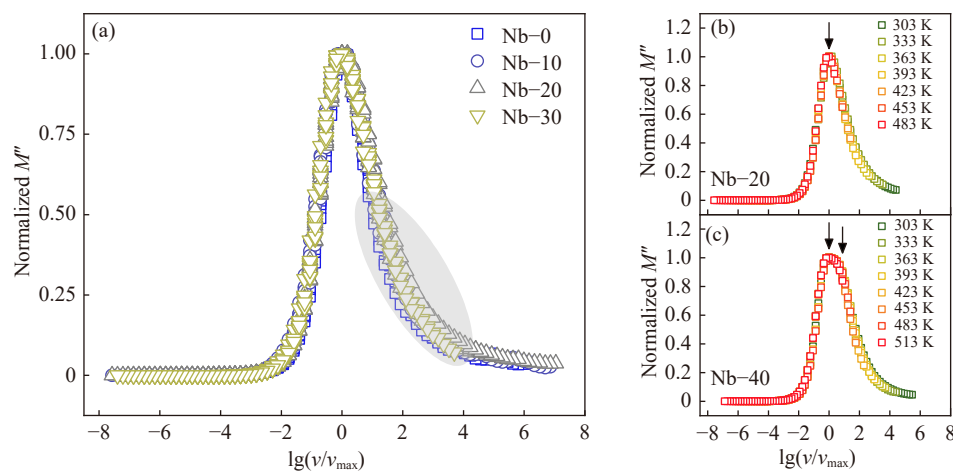 (a)
Nb−0
Nb−10
Nb−20
Nb−30
1.00
0.75
0.50
0.25
0
Normalized M″
−8 −6 −4 −2 0 2 4 6 8
lg(ν/νmax)
(b)
303 K
333 K
363 K
393 K
423 K
453 K
483 K
1.2
1.0
0.8
0.6
0.4
0.2
0
Normalized M″
Nb−20
(c)
303 K
333 K
363 K
393 K
423 K
453 K
483 K
513 K
1.2
1.0
0.8
0.6
0.4
0.2
0
Normalized M″
Nb−40
−8 −6 −4 −2 0 2 4 6 8
lg(ν/νmax)